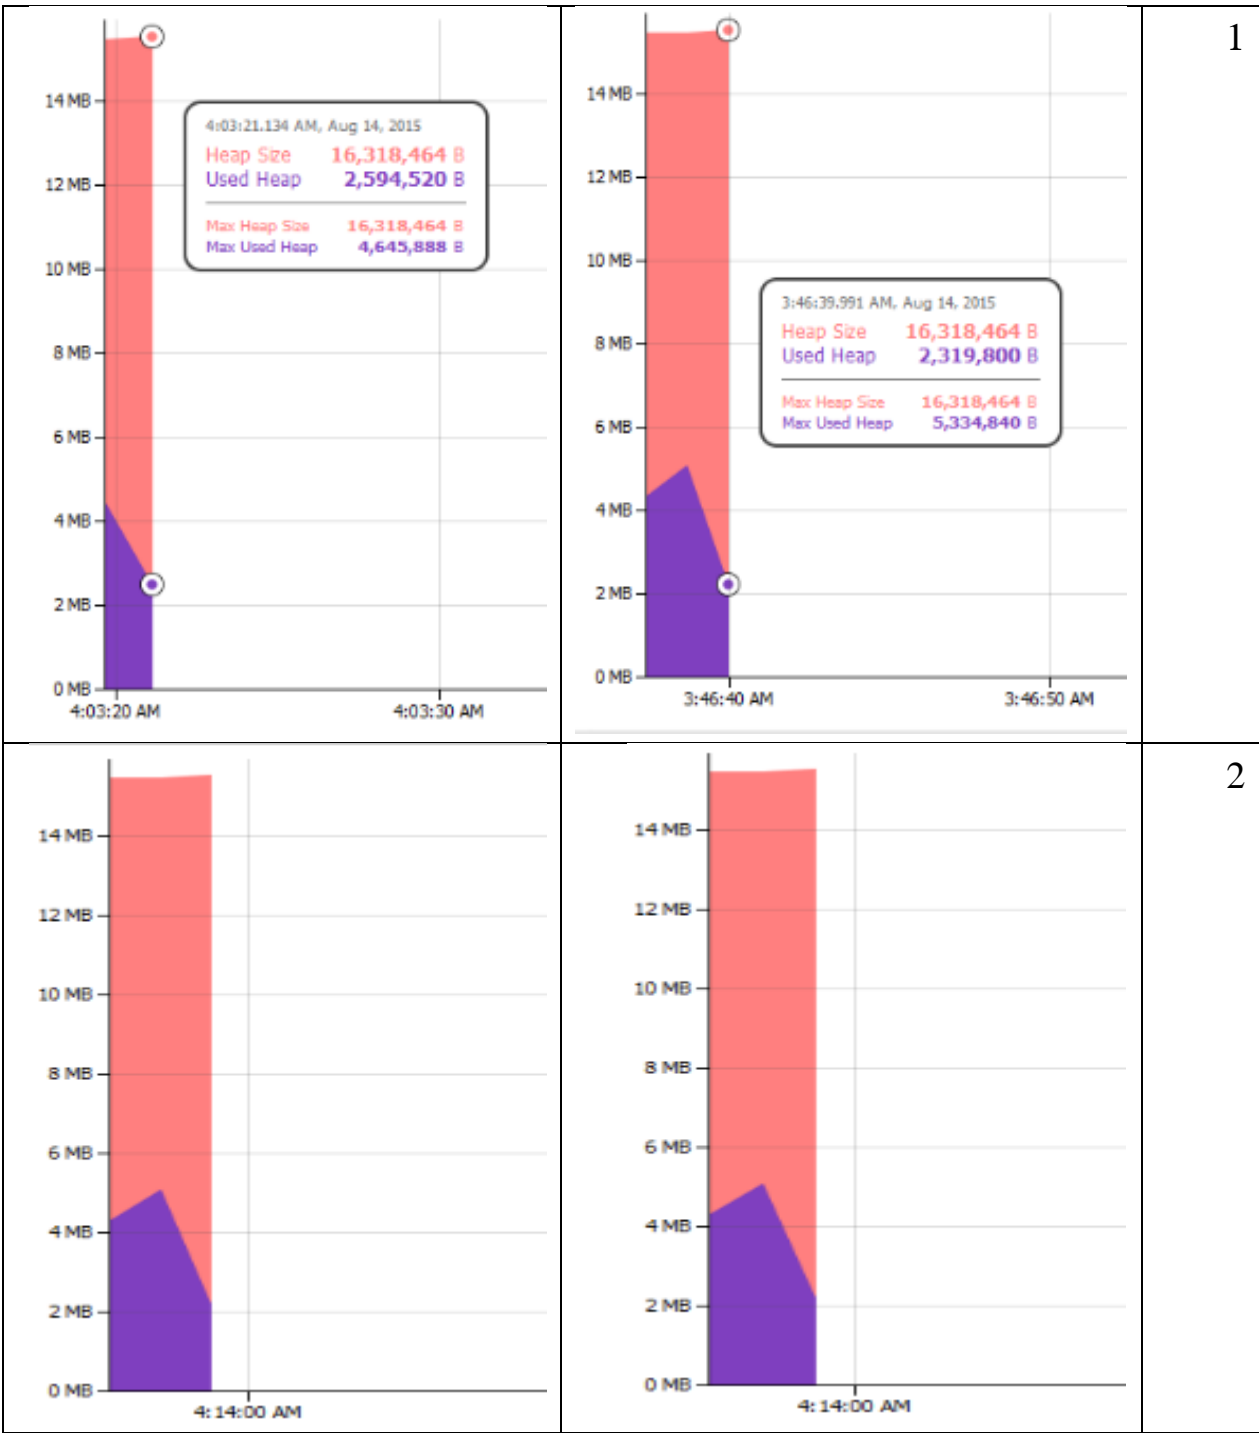 14 MB
12 MB
10 MB
8 MB
6 MB
4 MB
2 MB
0 MB
4:03:20 AM 4:03:30 AM
4:03:21.134 AM, Aug 14, 2015
Heap Size 16,318,464 B
Used Heap 2,594,520 B
Max Heap Size 16,318,464 B
Max Used Heap 4,645,888 B
14 MB
12 MB
10 MB
8 MB
6 MB
4 MB
2 MB
0 MB
3:46:40 AM 3:46:50 AM
3:46:39.991 AM, Aug 14, 2015
Heap Size 16,318,464 B
Used Heap 2,319,800 B
Max Heap Size 16,318,464 B
Max Used Heap 5,334,840 B
1
14 MB
12 MB
10 MB
8 MB
6 MB
4 MB
2 MB
0 MB
4:14:00 AM
14 MB
12 MB
10 MB
8 MB
6 MB
4 MB
2 MB
0 MB
4:14:00 AM
2